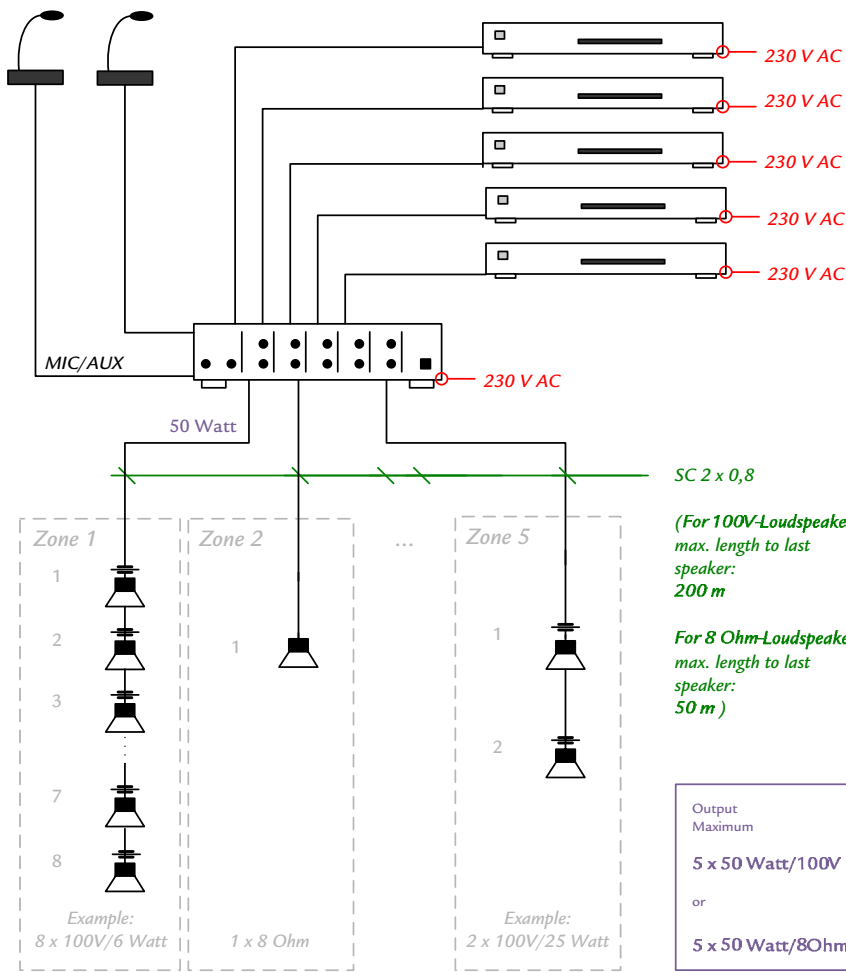 230 V AC
230 V AC
230 V AC
230 V AC
230 V AC
MIC/AUX
230 V AC
50 Watt
SC 2 x 0,8
(For 100V-Loudspeake
max. length to last
speaker:
200 m
For 8 Ohm-Loudspeake
max. length to last
speaker:
50 m )
Zone 1
1
2
3
7
8
Example:
8 x 100V/6 Watt
Zone 2
1
1 x 8 Ohm
...
Zone 5
1
2
Example:
2 x 100V/25 Watt
Output
Maximum
5 x 50 Watt/100V
or
5 x 50 Watt/8Ohm